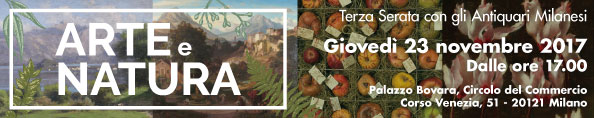 ARTE e
NATURA
Terza Serata con gli Antiquari Milanesi
Giovedì 23 novembre 2017
Dalle ore 17.00
Palazzo Bovara, Circolo del Commercio
Corso Venezia, 51 - 20121 Milano